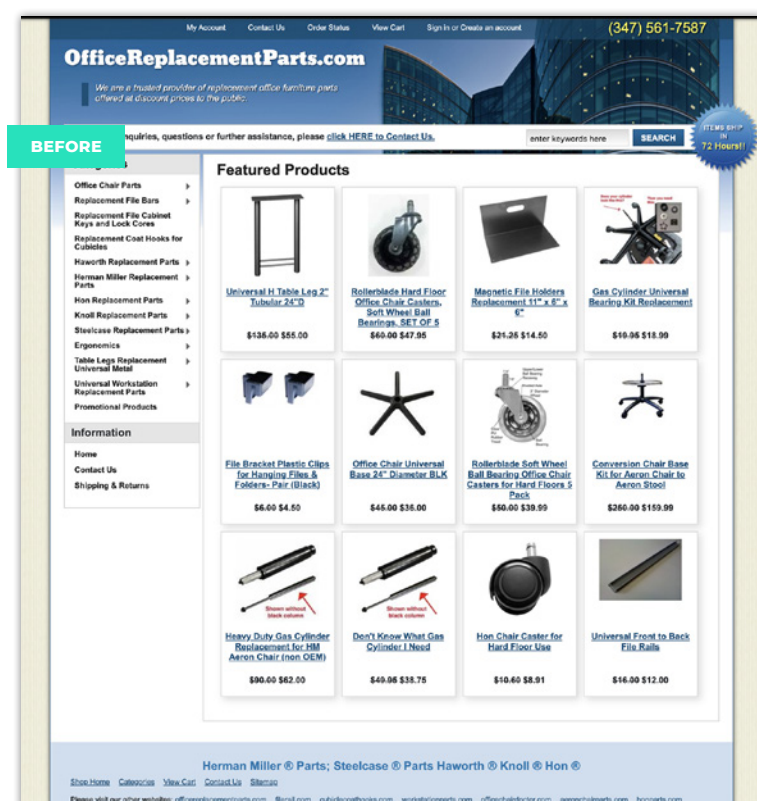 My Account Contact Us Order Status View Cart Sign in or Create an account (347) 561-7587
OfficeReplacementParts.com
We are a trusted provider of replacement office furniture parts
offered at discount prices to the public.
BEFORE
nquiries, questions or further assistance, please click HERE to Contact Us.
enter keywords here SEARCH
ITEMS SHIP
IN
72 Hours!!
Office Chair Parts
Replacement File Bars
Replacement File Cabinet
Keys and Lock Cores
Replacement Coat Hooks for
Cubicles
Haworth Replacement Parts
Herman Miller Replacement
Parts
Hon Replacement Parts
Knoll Replacement Parts
Steelcase Replacement Parts
Ergonomics
Table Legs Replacement
Universal Metal
Universal Workstation
Replacement Parts
Promotional Products
Information
Home
Contact Us
Shipping & Returns
Featured Products
Universal H Table Leg 2"
Tubular 24"D
$135.00 $55.00
Rollerblade Hard Floor
Office Chair Casters,
Soft Wheel Ball
Bearings, SET OF 5
$60.00 $47.95
Magnetic File Holders
Replacement 11" x 6" x
6"
$21.25 $14.50
Gas Cylinder Universal
Bearing Kit Replacement
$19.95 $18.99
File Bracket Plastic Clips
for Hanging Files &
Folders- Pair (Black)
$6.00 $4.50
Office Chair Universal
Base 24" Diameter BLK
$45.00 $35.00
Rollerblade Soft Wheel
Ball Bearing Office Chair
Casters for Hard Floors 5
Pack
$50.00 $39.99
Conversion Chair Base
Kit for Aeron Chair to
Aeron Stool
$250.00 $159.99
Shown without
black column
Heavy Duty Gas Cylinder
Replacement for HM
Aeron Chair (non OEM)
$90.00 $62.00
Shown without
black column
Don't Know What Gas
Cylinder I Need
$49.95 $35.75
Hon Chair Caster for
Hard Floor Use
$10.60 $8.91
Universal Front to Back
File Rails
$16.00 $12.00
Herman Miller ® Parts; Steelcase ® Parts Haworth ® Knoll ® Hon ®
Shop Home Categories View Cart Contact Us Sitemap
Please visit our other websites: officereplacementparts.com